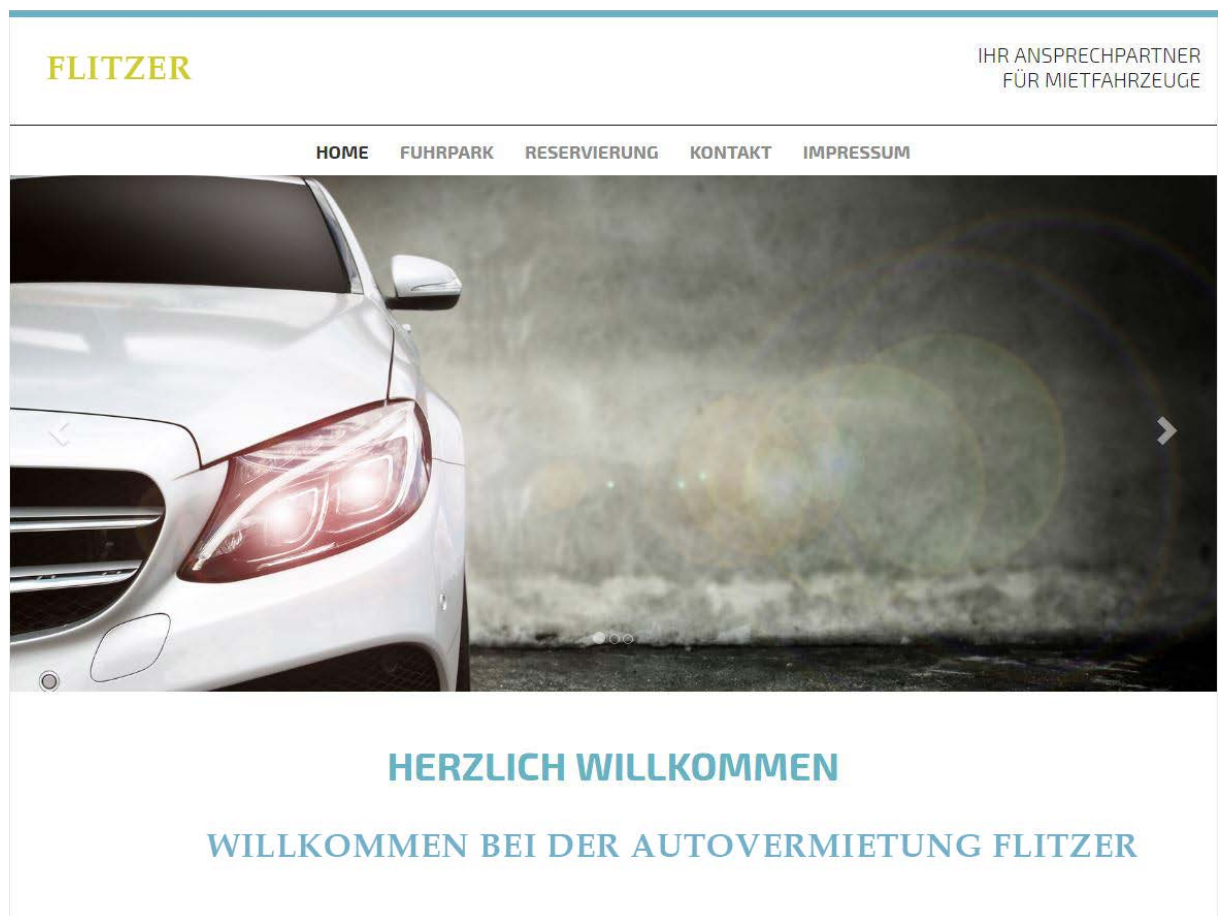 FLITZER
IHR ANSPRECHPARTNER
FÜR MIETFAHRZEUGE
HOME FUHRPARK RESERVIERUNG KONTAKT IMPRESSUM
HERZLICH WILLKOMMEN
WILLKOMMEN BEI DER AUTOVERMIETUNG FLITZER